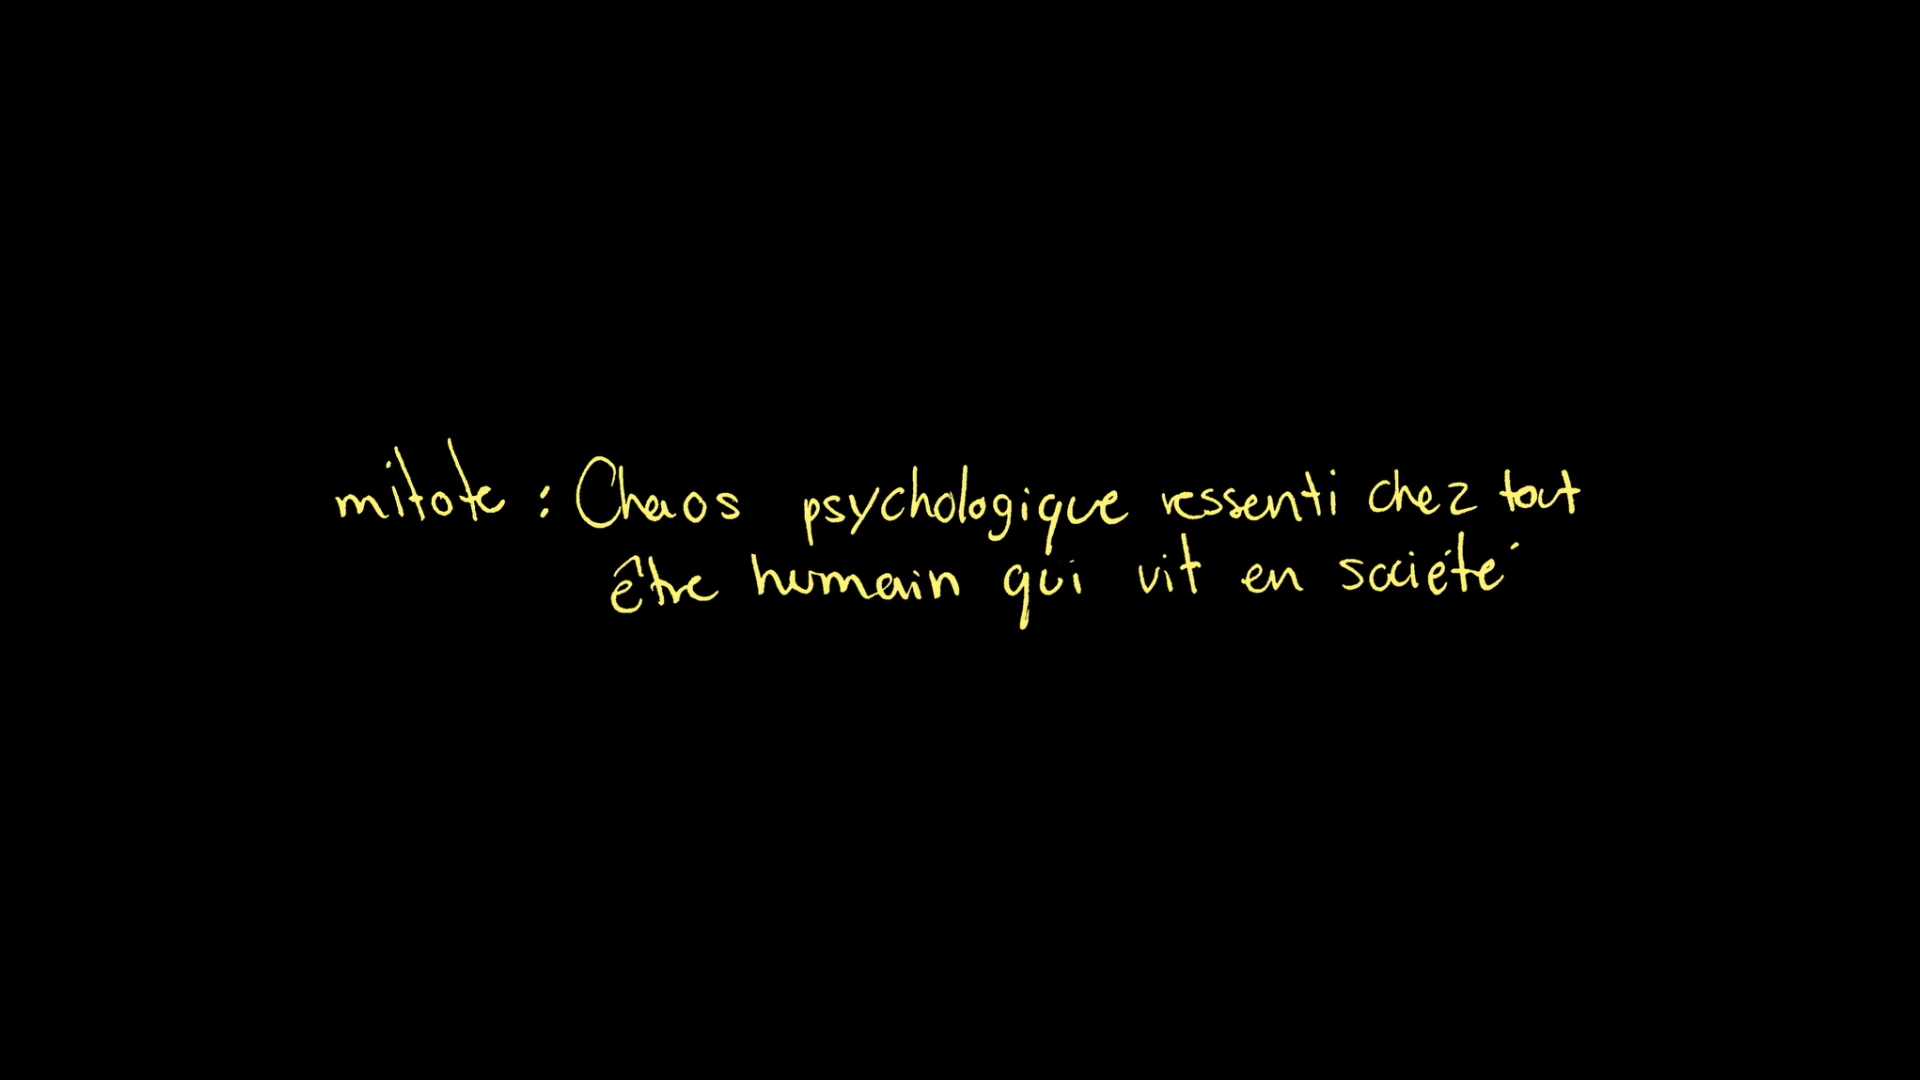 mitote : Chaos psychologique ressenti chez tout
être humain qui vit en société